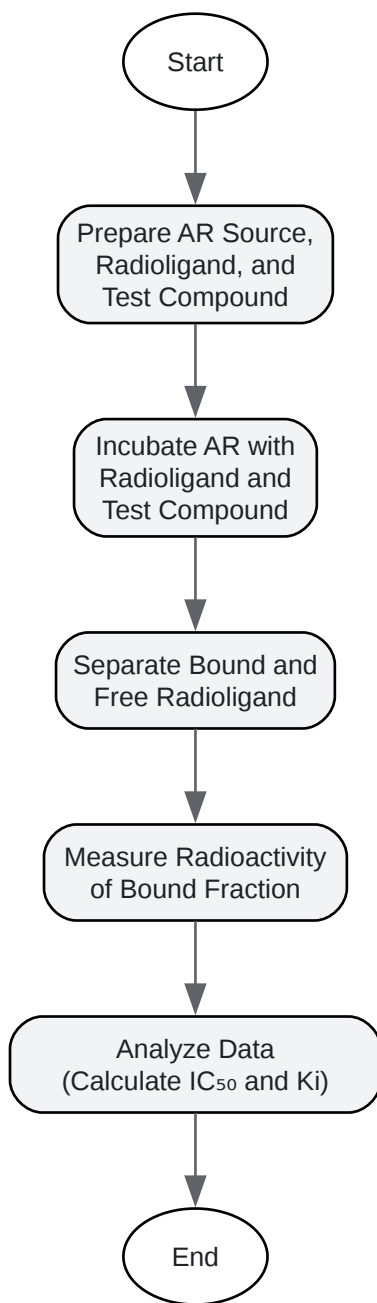 Start
Prepare AR Source,
Radioligand, and
Test Compound
Incubate AR with
Radioligand and
Test Compound
Separate Bound and
Free Radioligand
Measure Radioactivity
of Bound Fraction
Analyze Data
(Calculate IC₅₀ and Ki)
End